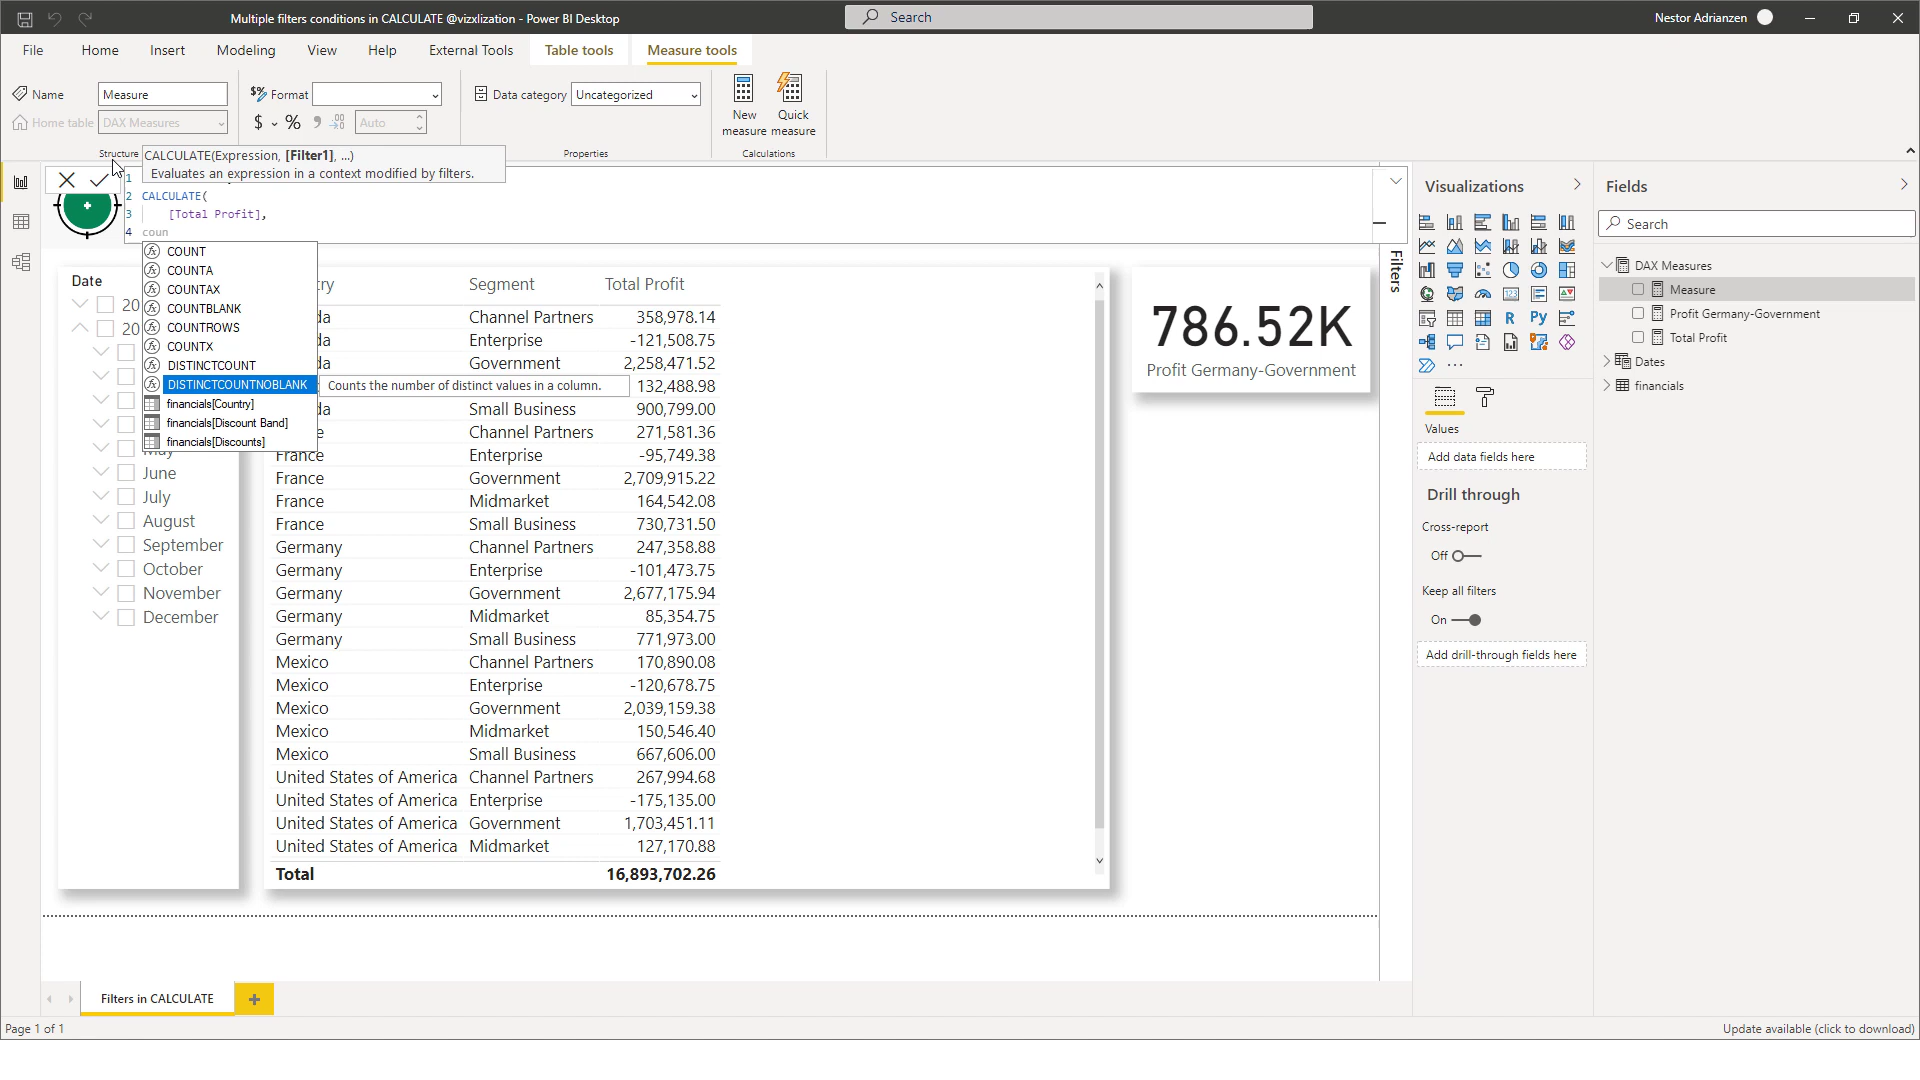 Multiple filters conditions in CALCULATE @vizxlization - Power BI Desktop
Search
Nestor Adrianzen
File
Home
Insert
Modeling
View
Help
External Tools
Table tools
Measure tools
Name
Measure
Home table
DAX Measures
Structure
$% Format
$ % 9 .00
Auto
Data category
Uncategorized
Properties
New measure
Quick measure
Calculations
CALCULATE(Expression, [Filter1], ...)
Evaluates an expression in a context modified by filters.
1
2 CALCULATE(
3 [Total Profit],
4 coun
COUNT
COUNTA
COUNTAX
COUNTBLANK
COUNTROWS
COUNTX
DISTINCTCOUNT
DISTINCTCOUNTNOBLANK
Counts the number of distinct values in a column.
financials[Country]
financials[Discount Band]
financials[Discounts]
Date
20
20
May
June
July
August
September
October
November
December
ry Segment Total Profit
da Channel Partners 358,978.14
da Enterprise -121,508.75
da Government 2,258,471.52
132,488.98
da Small Business 900,799.00
e Channel Partners 271,581.36
France Enterprise -95,749.38
France Government 2,709,915.22
France Midmarket 164,542.08
France Small Business 730,731.50
Germany Channel Partners 247,358.88
Germany Enterprise -101,473.75
Germany Government 2,677,175.94
Germany Midmarket 85,354.75
Germany Small Business 771,973.00
Mexico Channel Partners 170,890.08
Mexico Enterprise -120,678.75
Mexico Government 2,039,159.38
Mexico Midmarket 150,546.40
Mexico Small Business 667,606.00
United States of America Channel Partners 267,994.68
United States of America Enterprise -175,135.00
United States of America Government 1,703,451.11
United States of America Midmarket 127,170.88
Total 16,893,702.26
786.52K
Profit Germany-Government
Filters
Visualizations
R
Py
Values
Add data fields here
Drill through
Cross-report
Off
Keep all filters
On
Add drill-through fields here
Fields
Search
DAX Measures
Measure
Profit Germany-Government
Total Profit
Dates
financials
Filters in CALCULATE
Page 1 of 1
Update available (click to download)